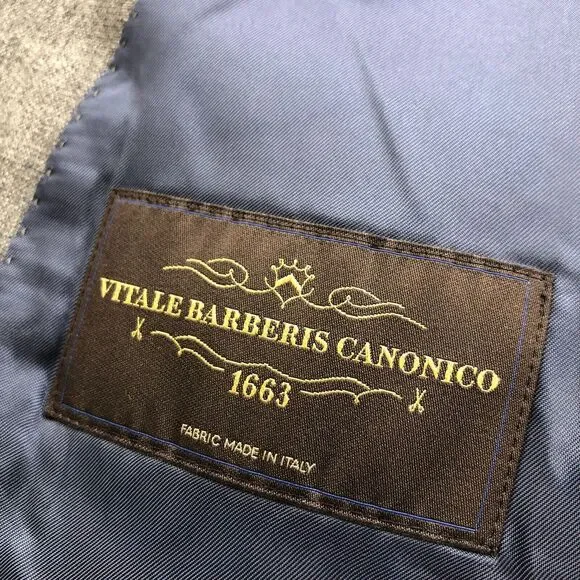 VITALE BARBERIS CANONICO
1663
FABRIC MADE IN ITALY